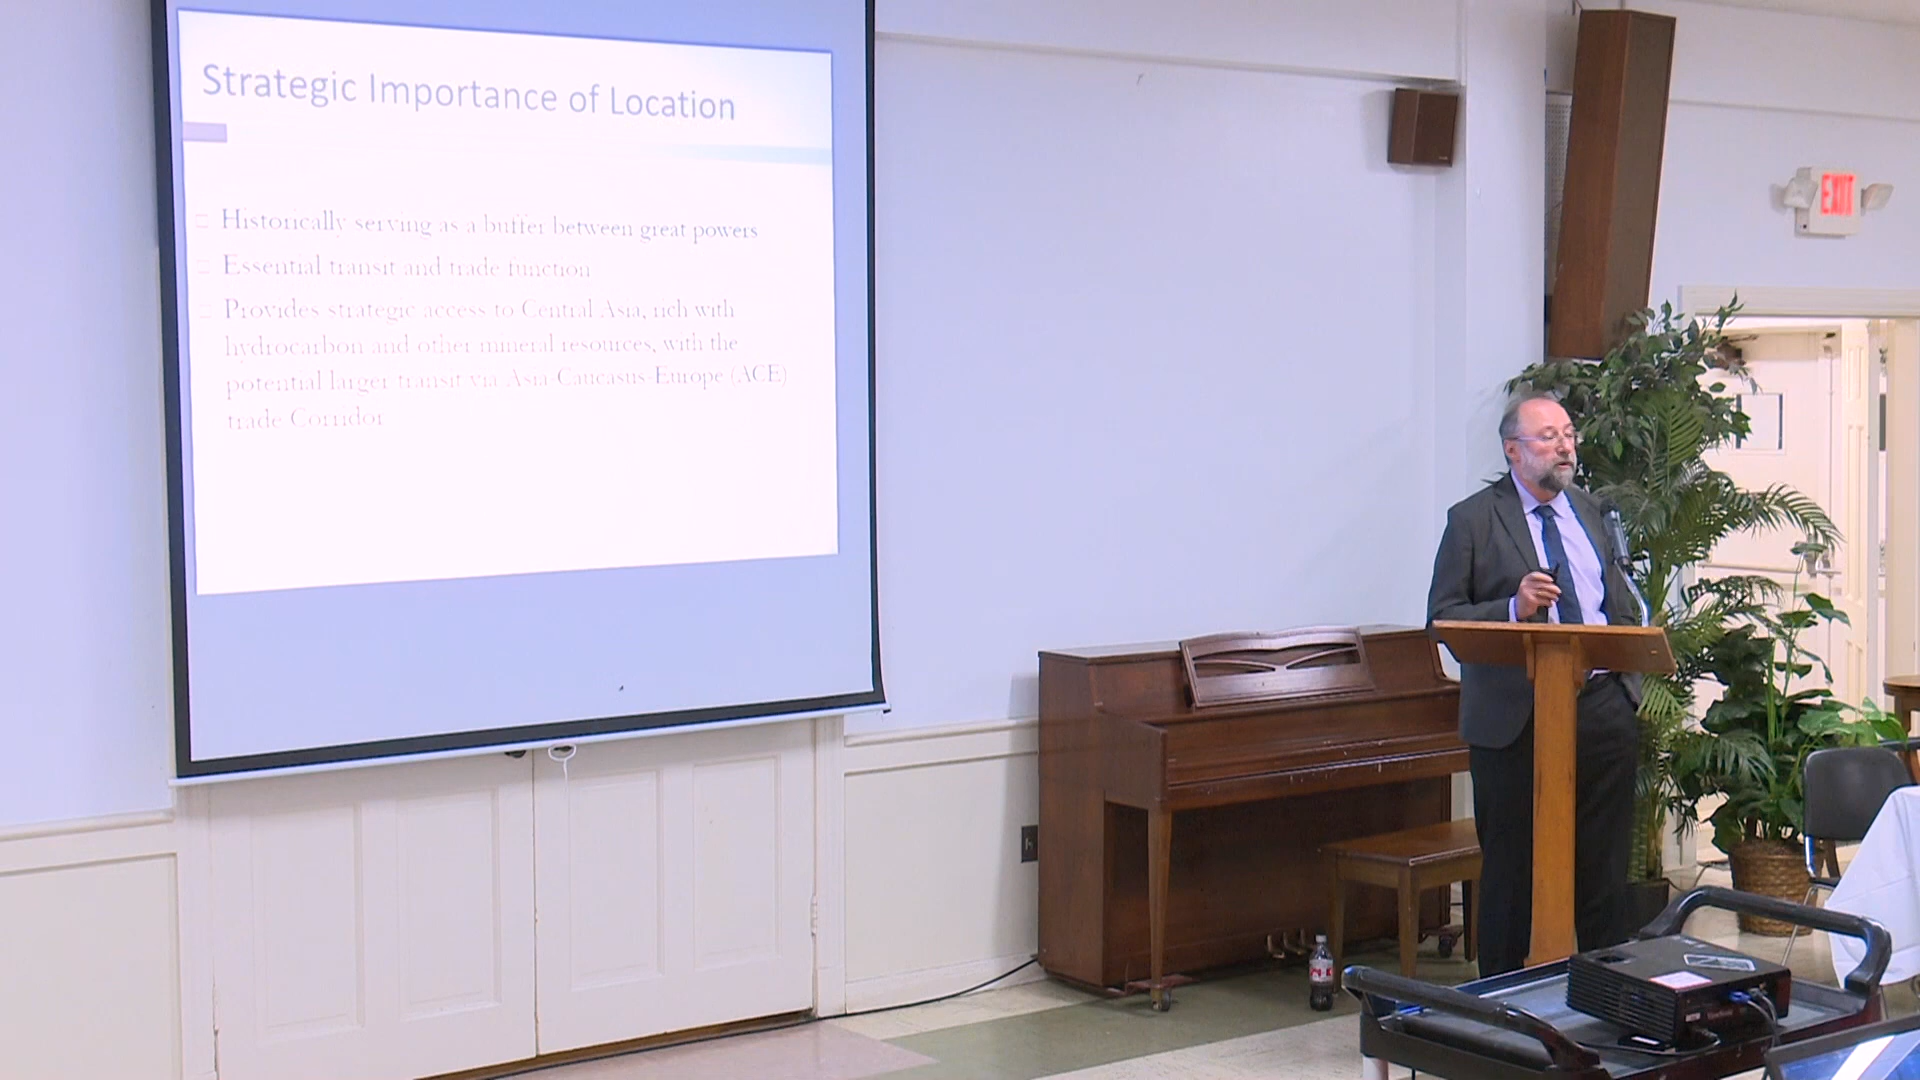 Strategic Importance of Location
Historically serving as a buffer between great powers
Essential transit and trade function
Provides strategic access to Central Asia, rich with
hydrocarbon and other mineral resources, with the
potential larger transit via Asia-Caucasus-Europe (ACE)
trade Corridor
EXIT